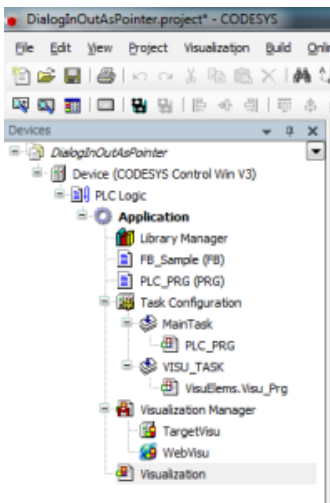 DialogInOutAsPointer.project* - CODESYS
File Edit View Project Visualization Build Onli
Devices
DialogInOutAsPointer
Device (CODESYS Control Win V3)
PLC Logic
Application
Library Manager
FB_Sample (FB)
PLC_PRG (PRG)
Task Configuration
MainTask
PLC_PRG
VISU_TASK
VisuElems.Visu_Prg
Visualization Manager
TargetVisu
WebVisu
Visualization